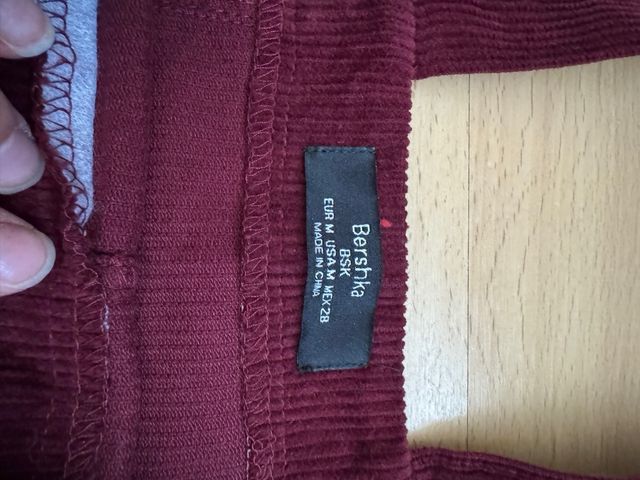 Bershka
BSK
EUR M USA M MEX 28
MADE IN CHINA